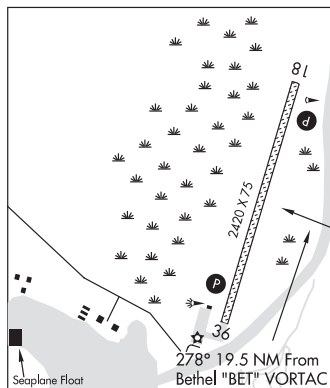 18
P
2420 X 75
P
36
278° 19.5 NM From
Bethel "BET" VORTAC
Seaplane Float